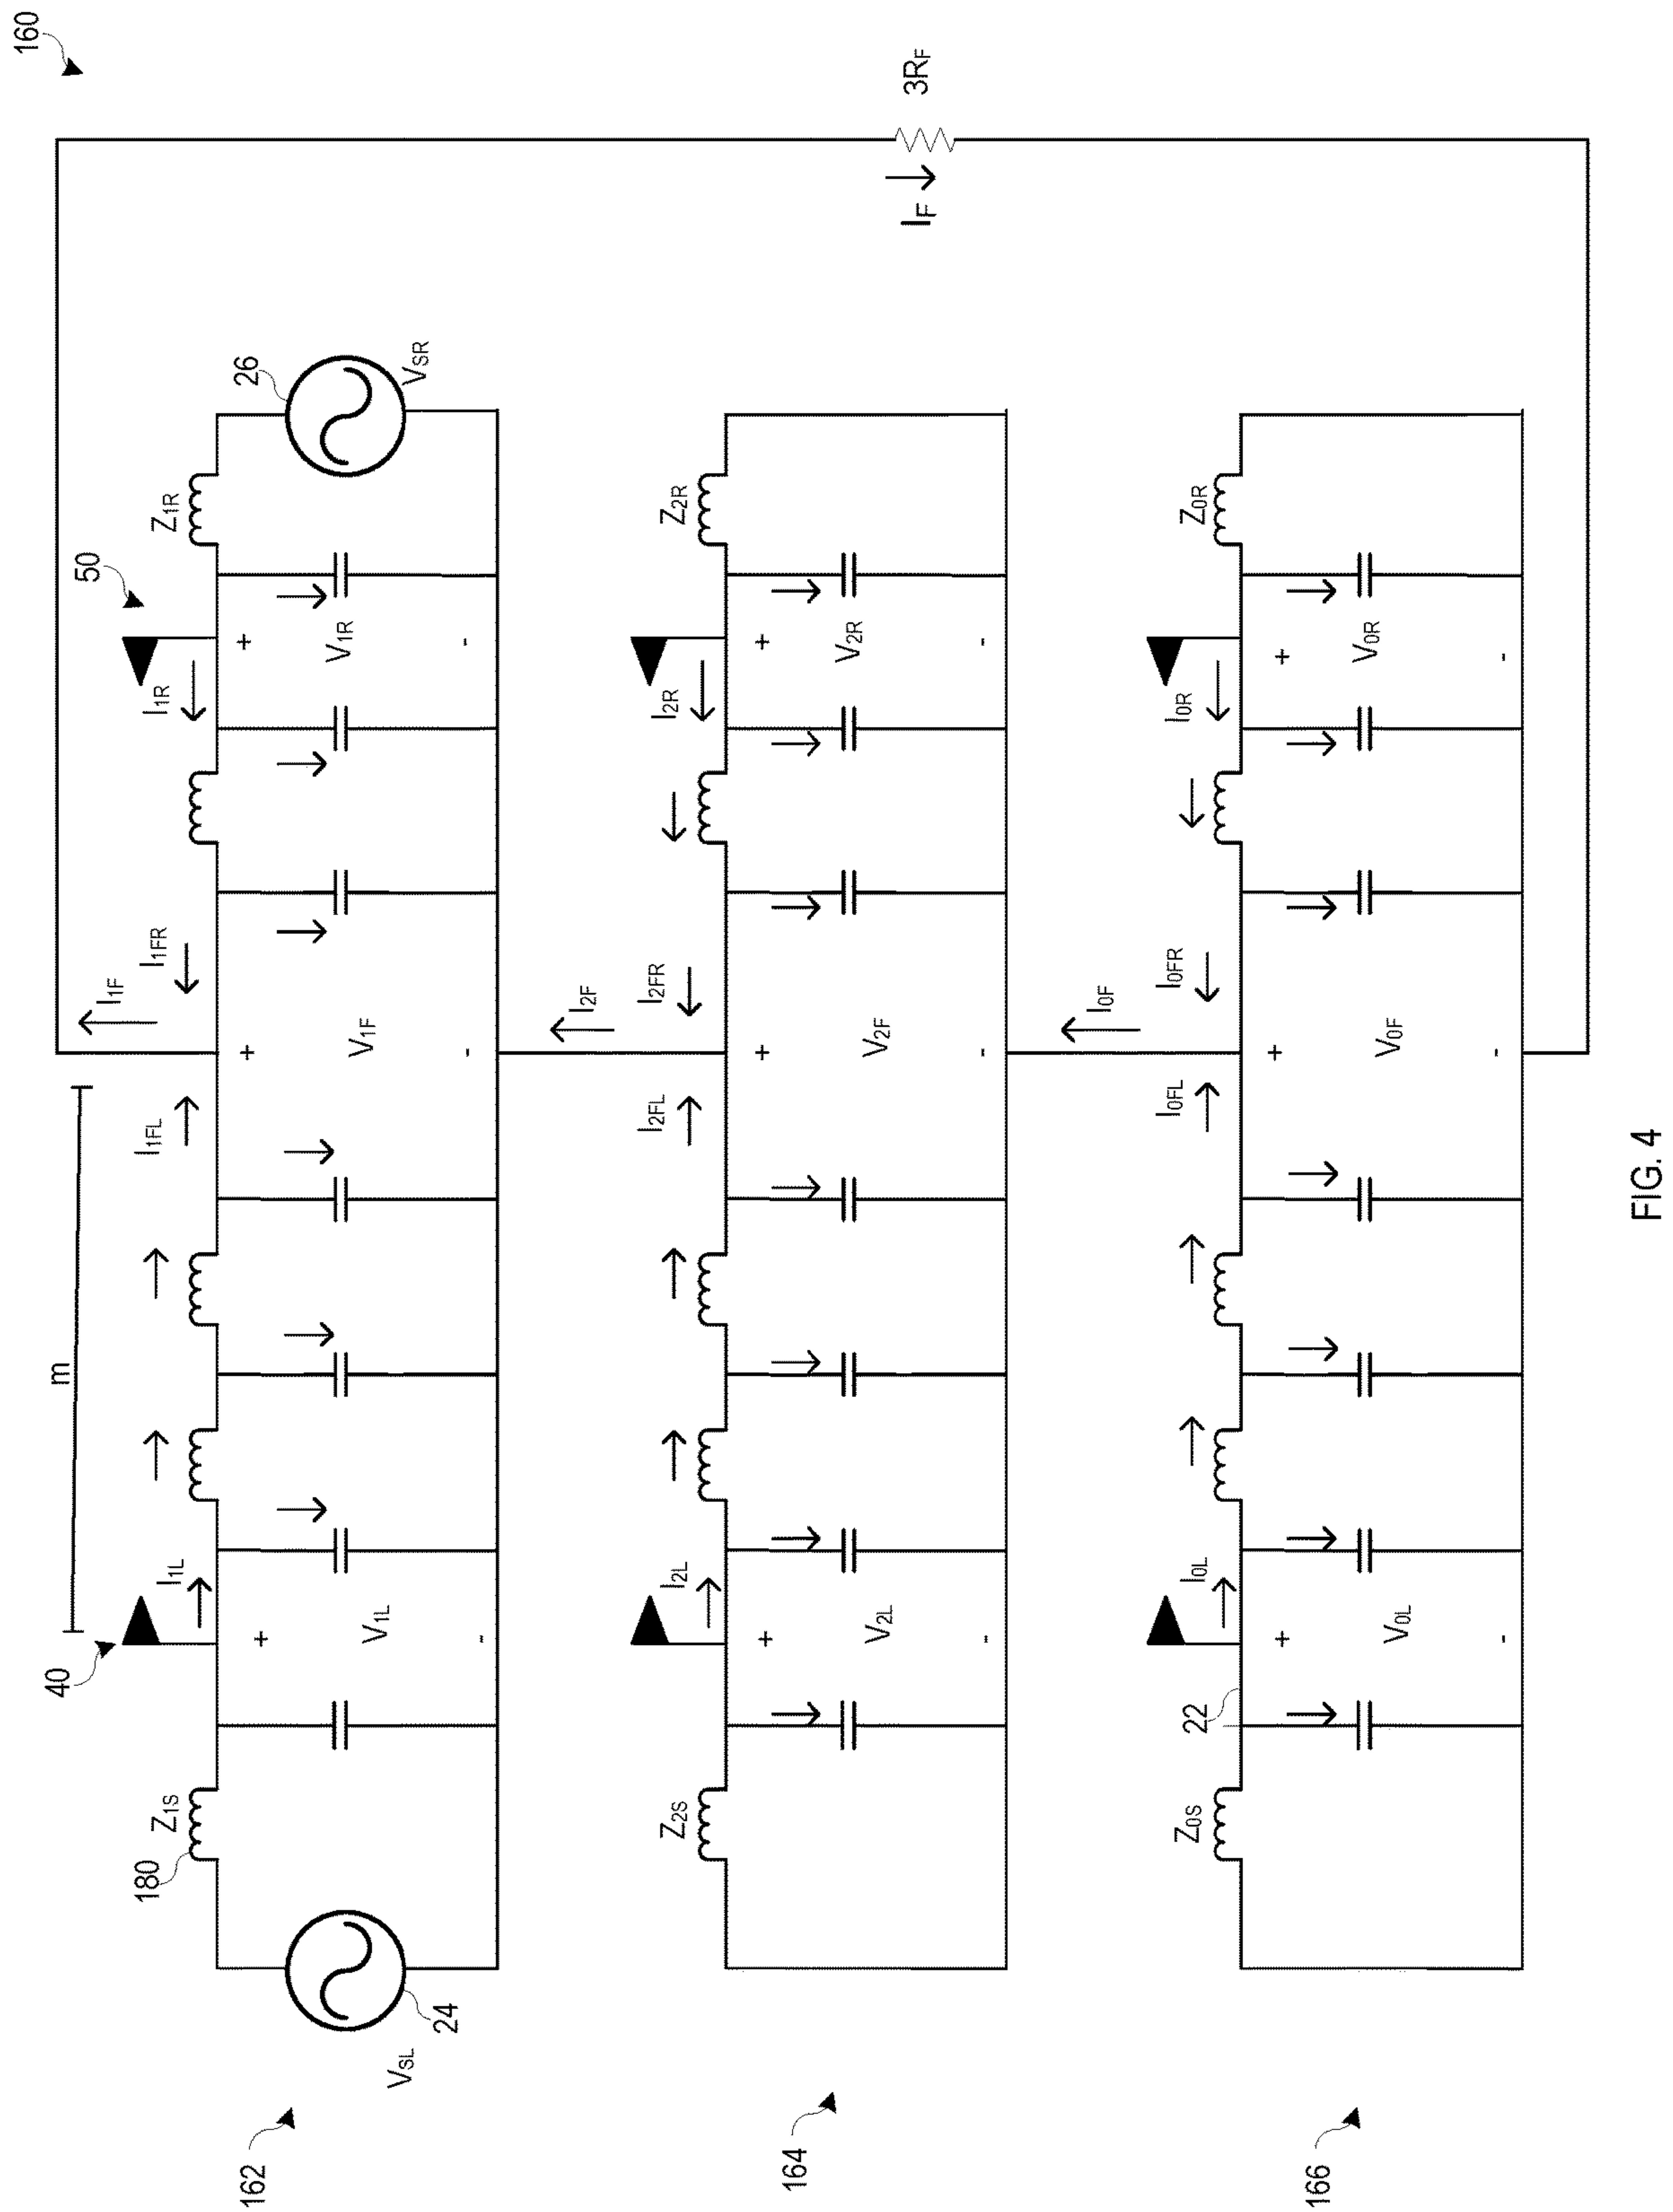 160
3RF
IF
26
VSR
Z1R
50
I1R
+
V1R
-
I1FR
I1F
+
V1F
-
m
I1FL
I1L
40
+
V1L
-
Z1S
180
24
VSL
162
Z2R
I2R
+
V2R
-
I2FR
I2F
+
V2F
-
I2FL
I2L
+
V2L
-
Z2S
164
Z0R
I0R
+
V0R
-
I0FR
I0F
+
V0F
-
I0FL
I0L
+
V0L
-
22
Z0S
166
FIG. 4